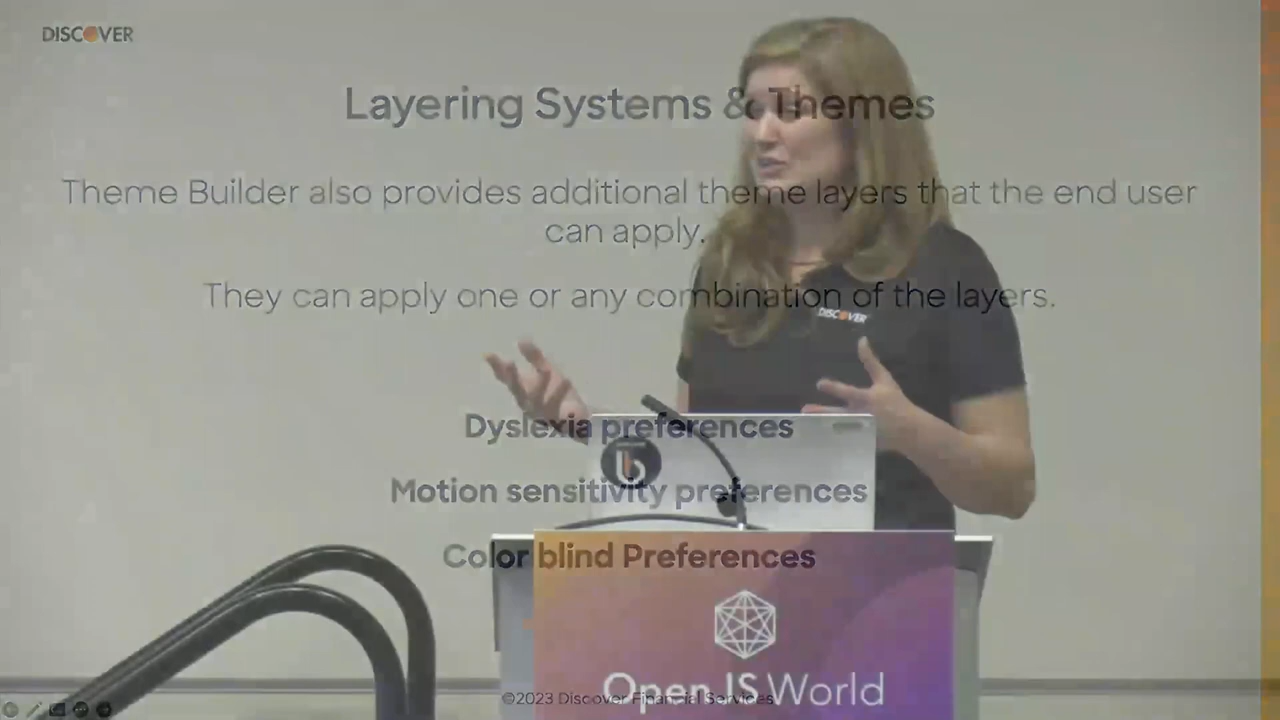 DISCOVER
Layering Systems & Themes
Theme Builder also provides additional theme layers that the end user
can apply.
They can apply one or any combination of the layers.
DISCOVER
Dyslexia preferences
b
Motion sensitivity preferences
Color blind Preferences
OpenJS World
©2023 Discover Financial Services